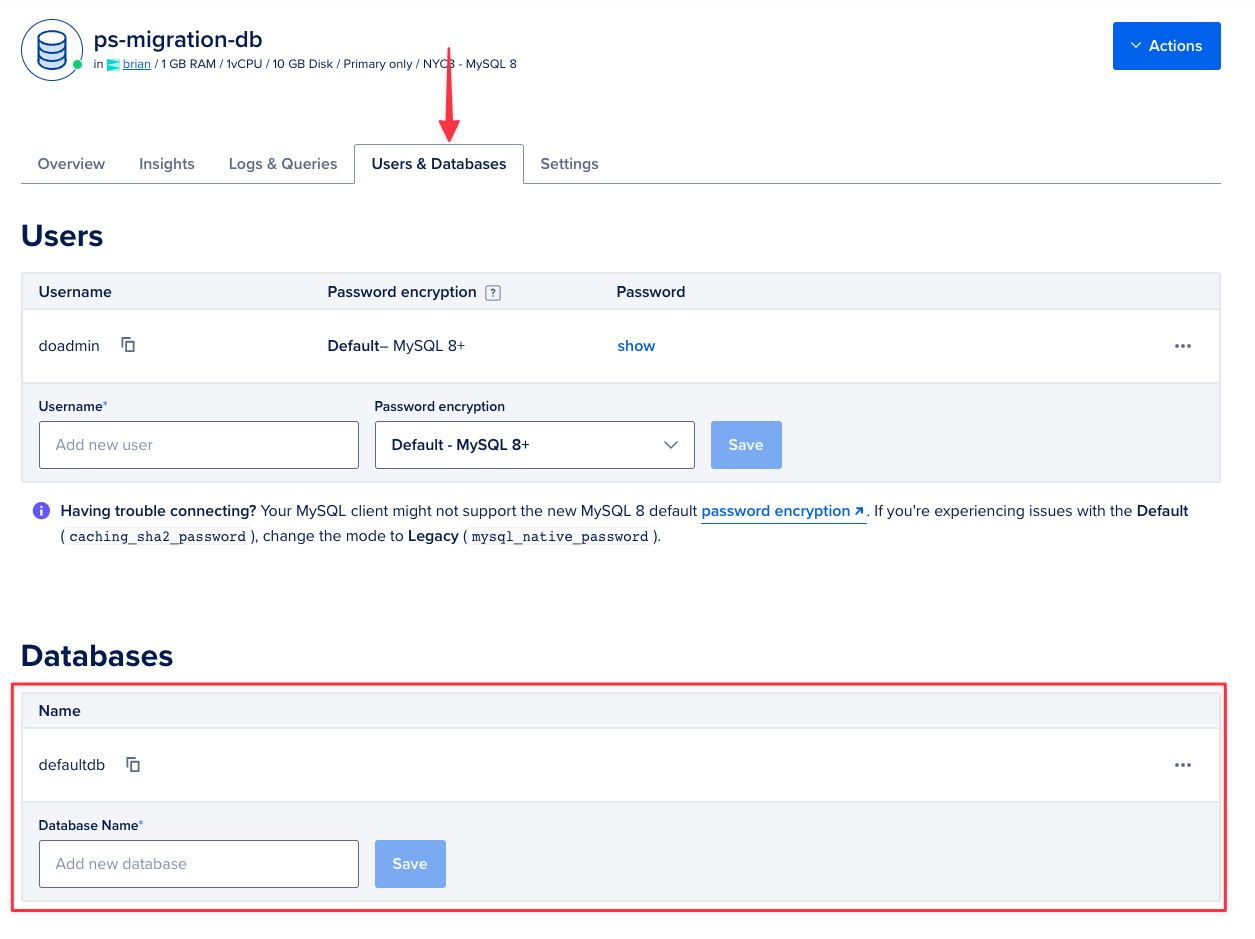 ps-migration-db
in brian / 1 GB RAM / 1vCPU / 10 GB Disk / Primary only / NYC3 - MySQL 8
Actions
Overview Insights Logs & Queries Users & Databases Settings
Users
Username Password encryption ? Password
doadmin Default– MySQL 8+ show
Username* Password encryption
Add new user Default - MySQL 8+ Save
Having trouble connecting? Your MySQL client might not support the new MySQL 8 default password encryption. If you're experiencing issues with the Default
( caching_sha2_password ), change the mode to Legacy ( mysql_native_password ).
Databases
Name
defaultdb
Database Name*
Add new database Save